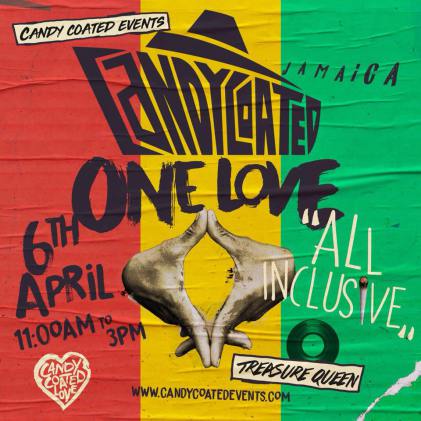 CANDY COATED EVENTS
CANDYCOATED
JAMAiCA
ONE LOVE
6TH
APRiL
11:00AM TO
3PM
"ALL
INCLUSiVE"
CANDY
COATED
LOVE
TREASURE QUEEN
WWW.CANDYCOATEDEVENTS.COM